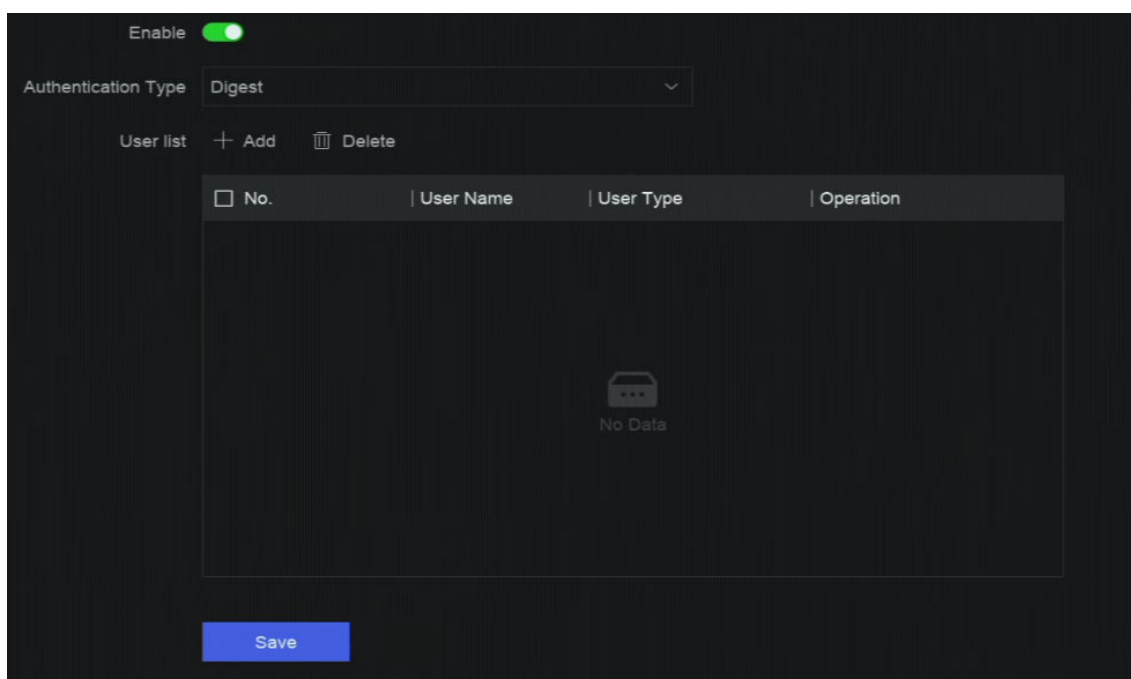 Enable
Authentication Type Digest
User list + Add Delete
No. | User Name | User Type | Operation
No Data
Save